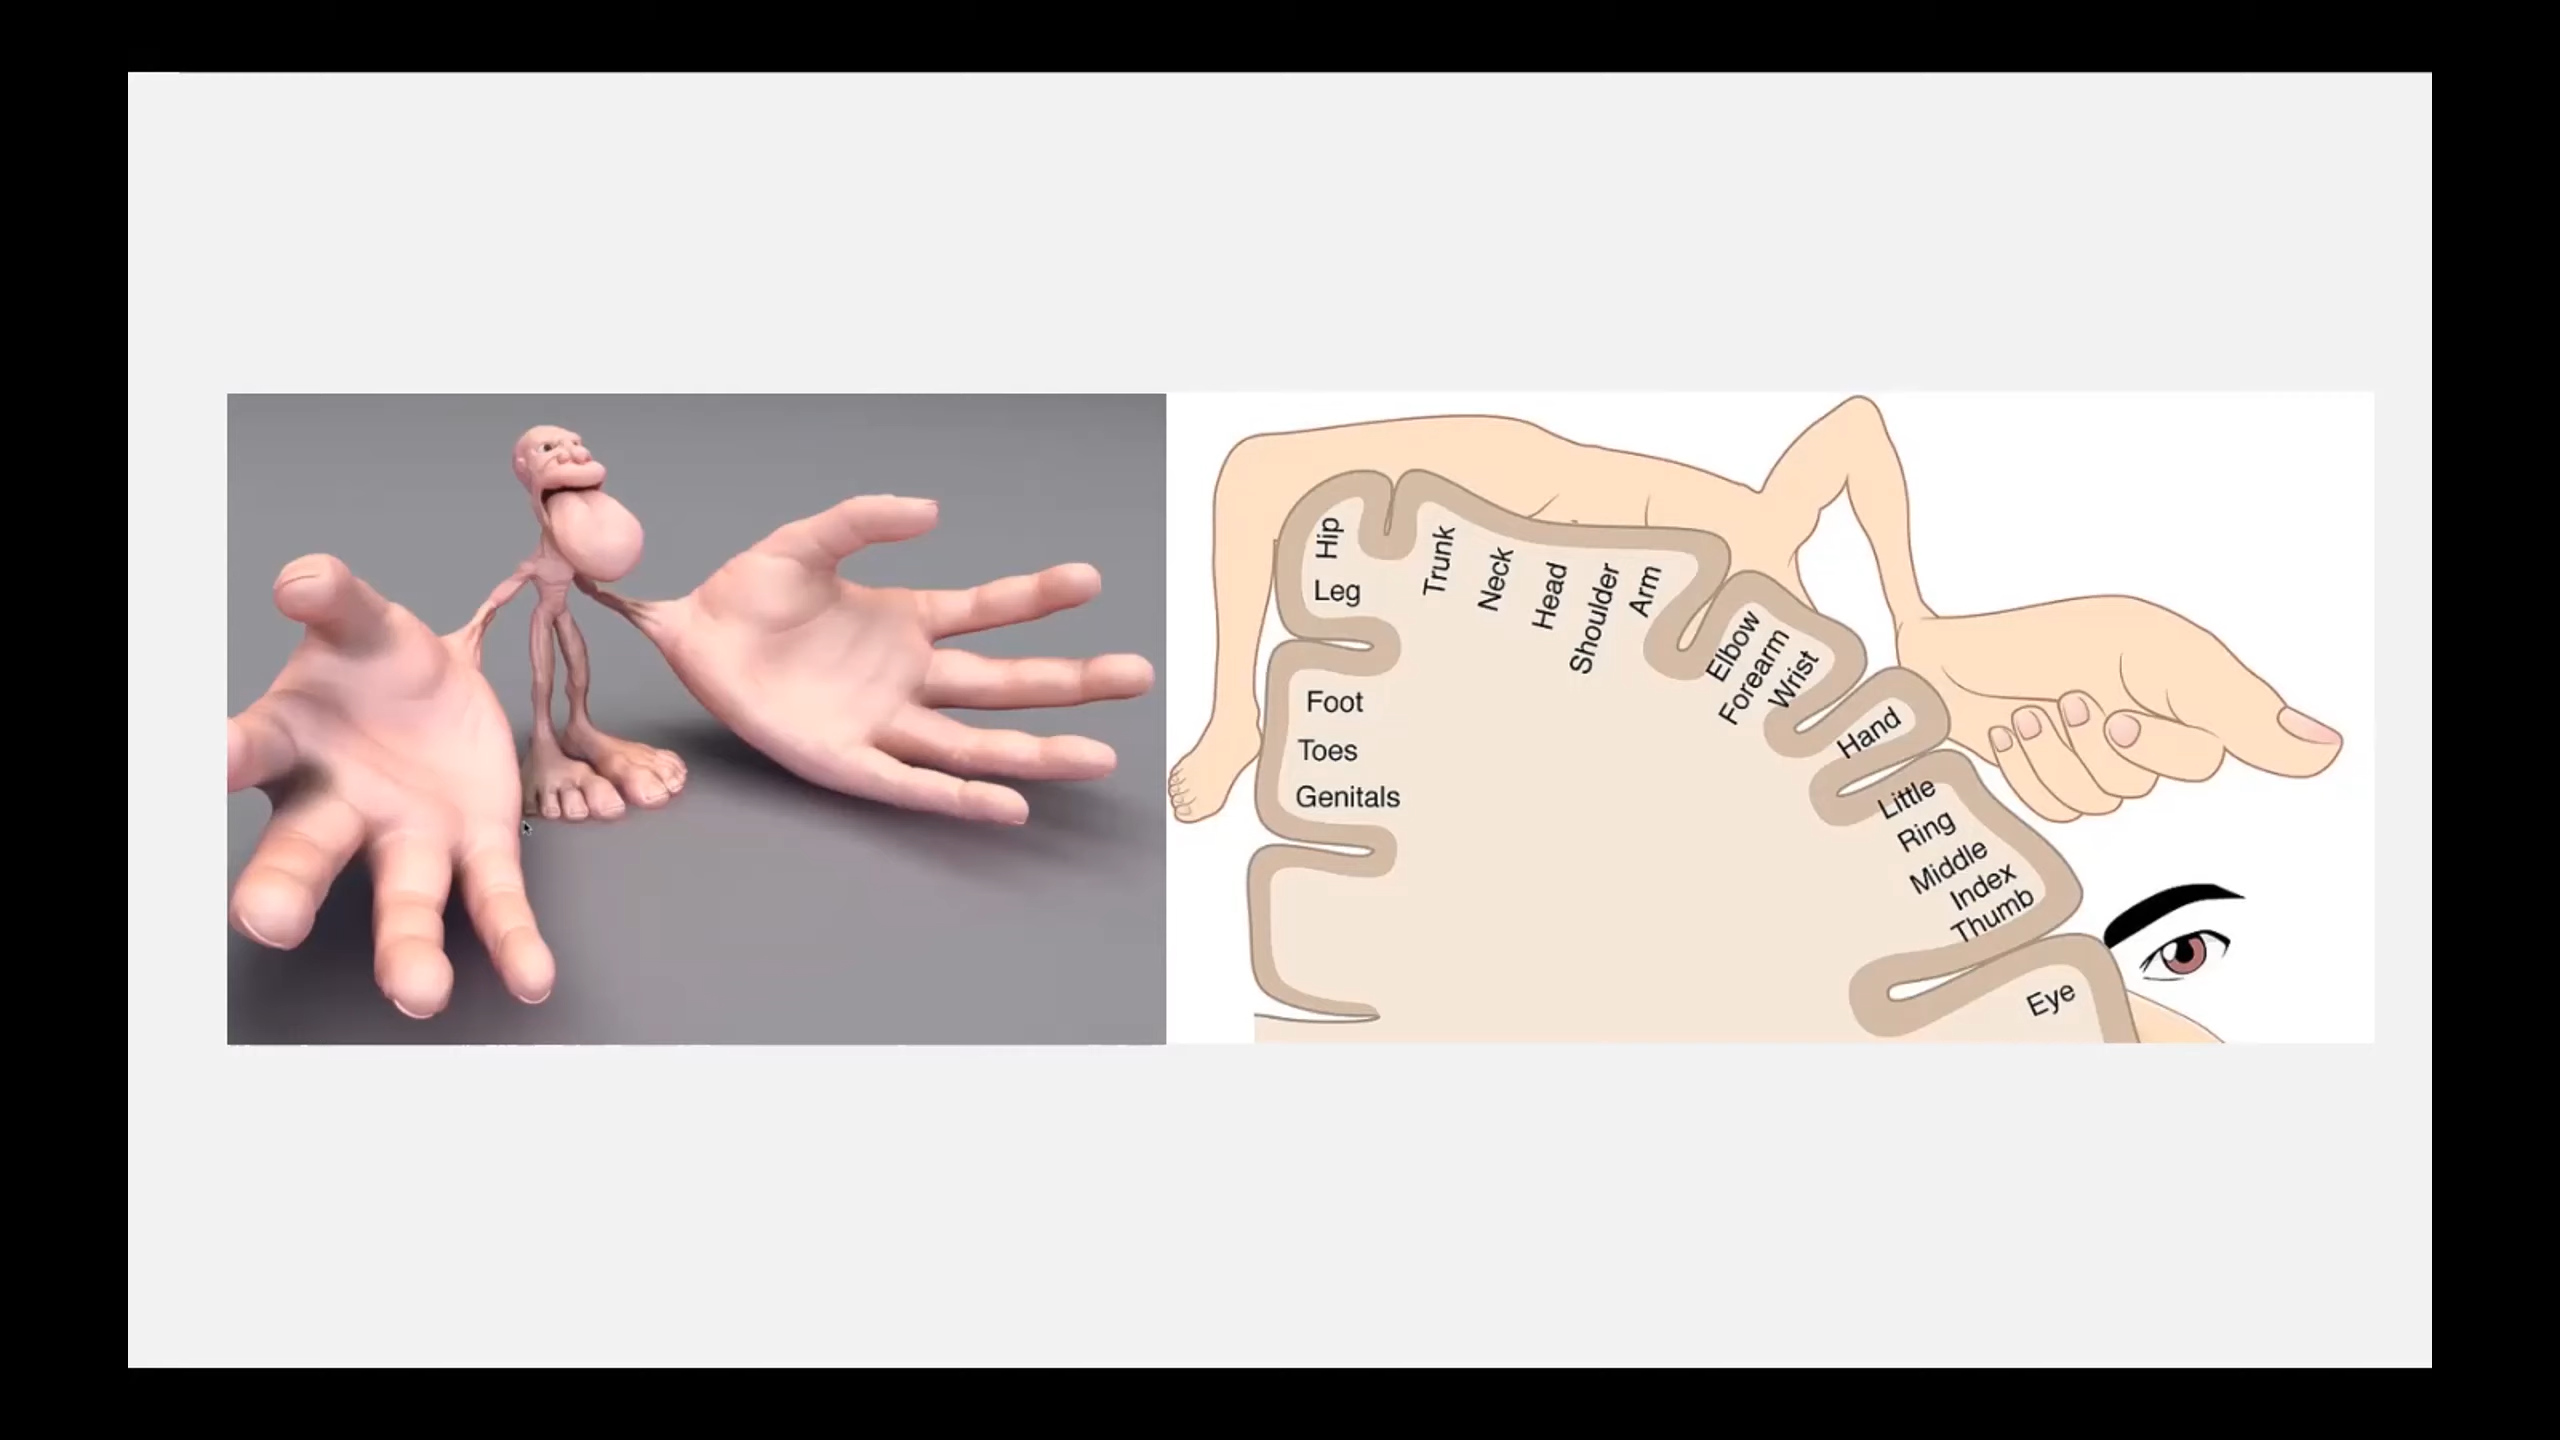 Hip
Leg
Foot
Toes
Genitals
Trunk
Neck
Head
Shoulder
Arm
Elbow
Forearm
Wrist
Hand
Little
Ring
Middle
Index
Thumb
Eye